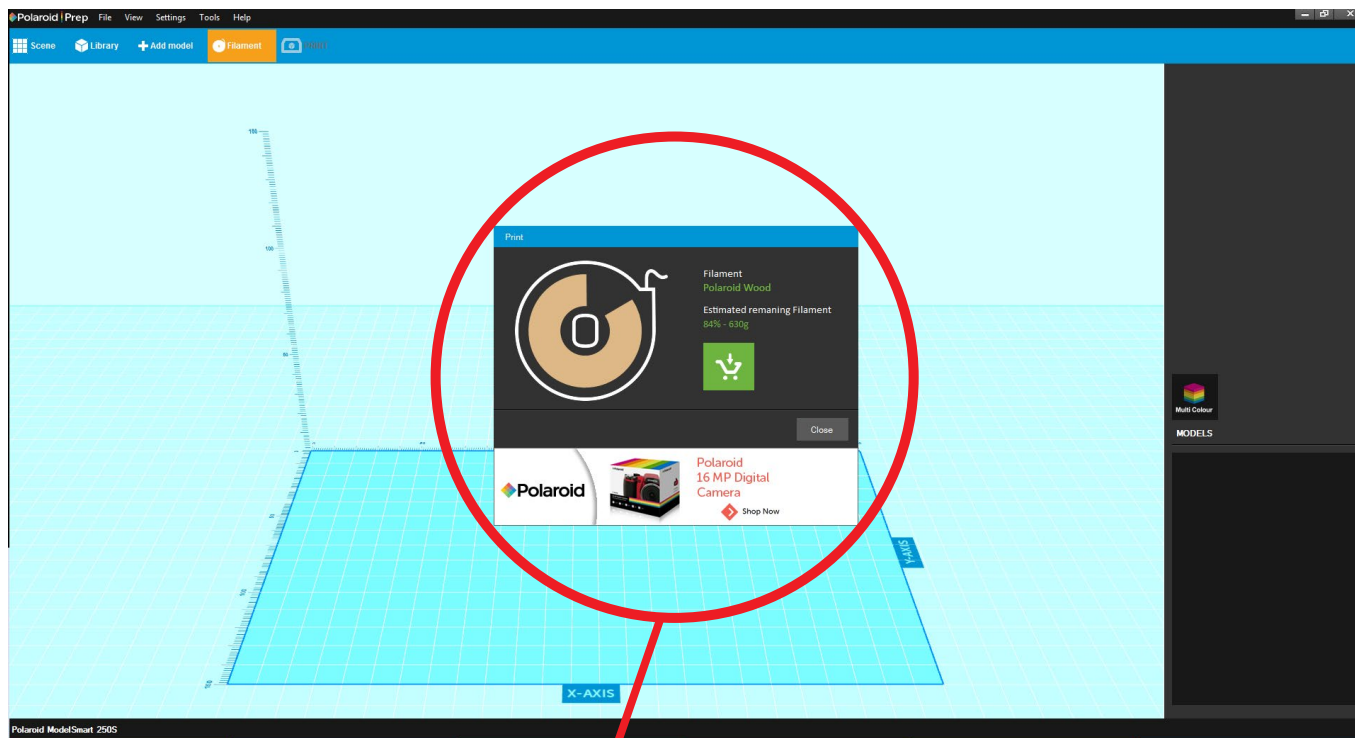 Polaroid Prep File View Settings Tools Help
Scene Library Add model Filament
Print
Filament
Polaroid Wood
Estimated remaning Filament
84% - 630g
Close
Polaroid
Polaroid
16 MP Digital
Camera
Shop Now
Multi Colour
MODELS
Y-AXIS
X-AXIS
Polaroid ModelSmart 250S